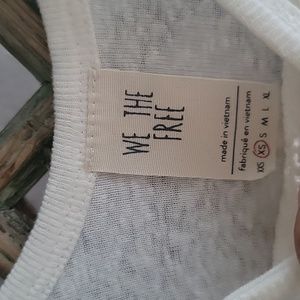 WE THE
FREE
made in vietnam
fabriqué en vietnam
XXS XS S M L XL